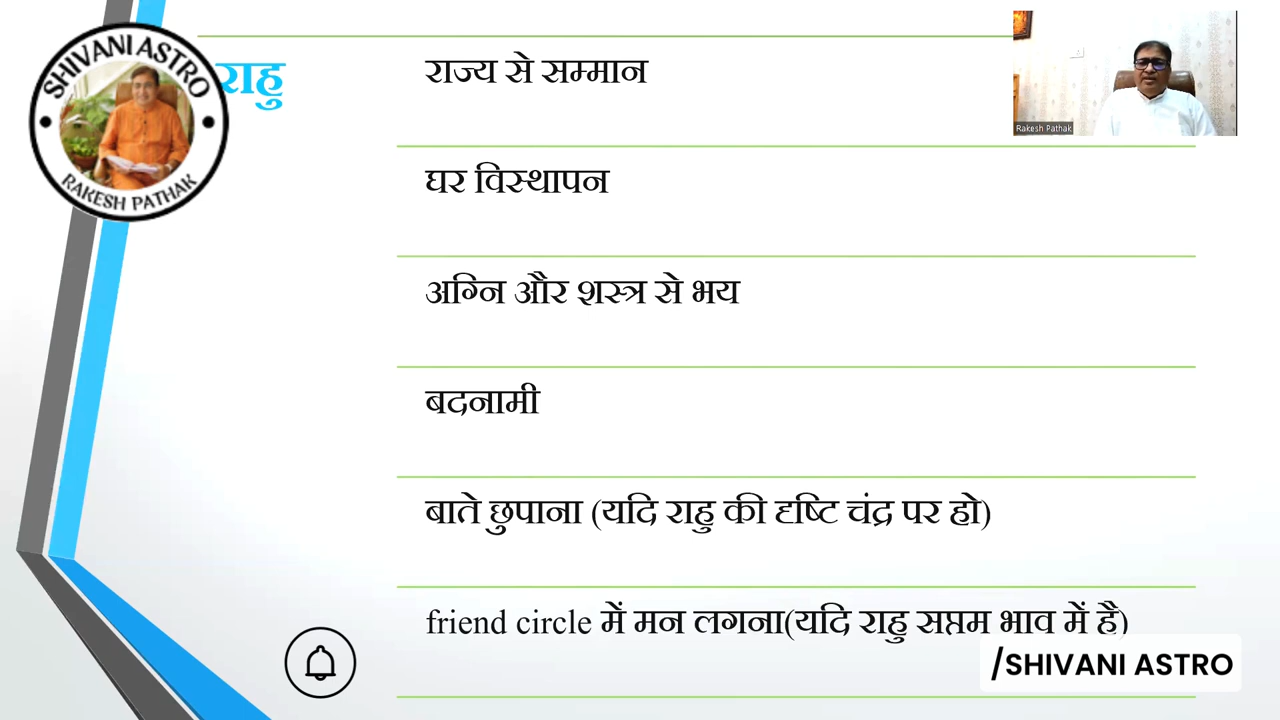 SHIVANI ASTRO
RAKESH PATHAK
राहु
राज्य से सम्मान
Rakesh Pathak
घर विस्थापन
अग्नि और शस्त्र से भय
बदनामी
बाते छुपाना (यदि राहु की दृष्टि चंद्र पर हो)
friend circle में मन लगना(यदि राहु सप्तम भाव में है)
/SHIVANI ASTRO